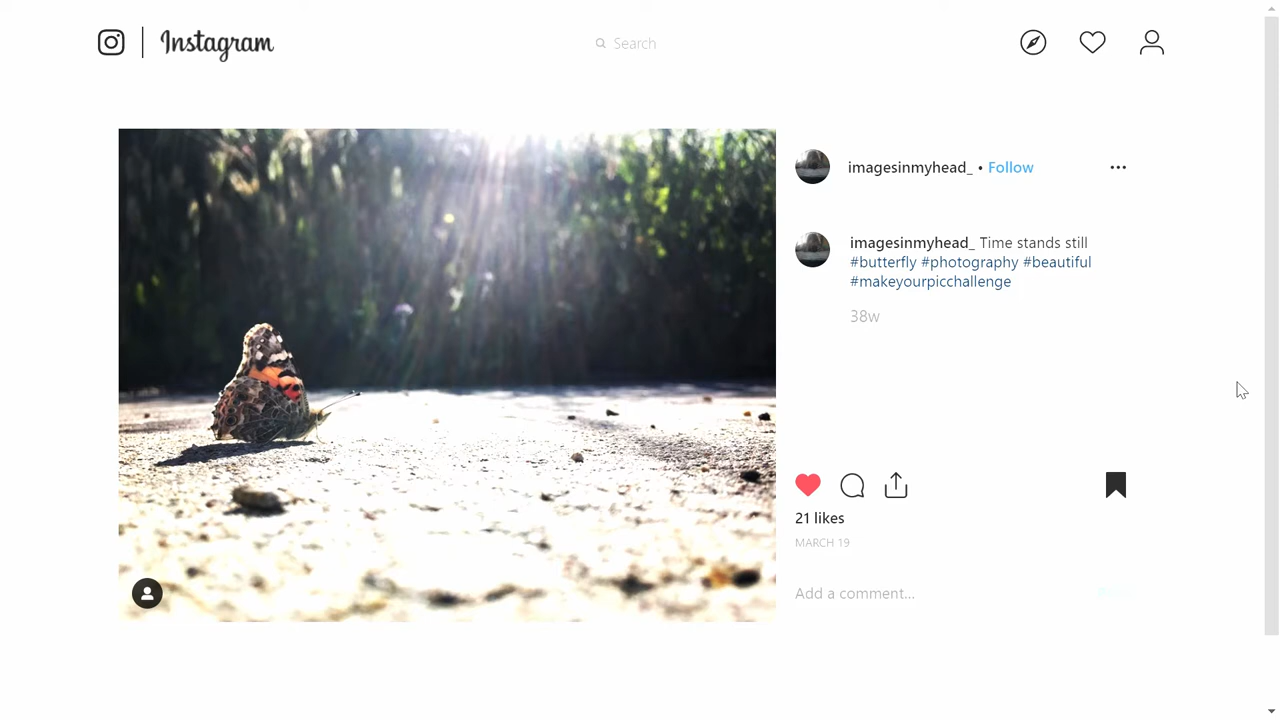 Instagram
Search
imagesinmyhead_ • Follow
imagesinmyhead_ Time stands still
#butterfly #photography #beautiful
#makeyourpicchallenge
38w
21 likes
MARCH 19
Add a comment...